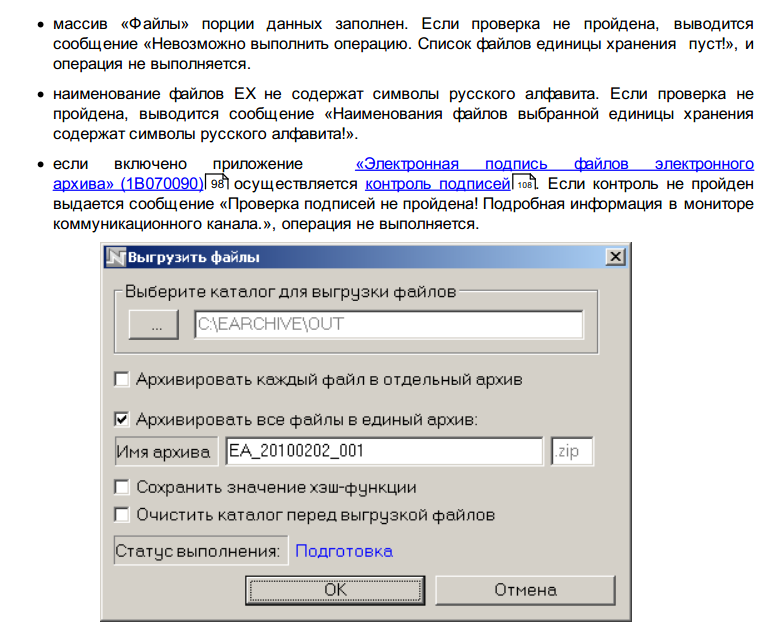 • массив «Файлы» порции данных заполнен. Если проверка не пройдена, выводится
сообщение «Невозможно выполнить операцию. Список файлов единицы хранения пуст!», и
операция не выполняется.
• наименование файлов ЕХ не содержат символы русского алфавита. Если проверка не
пройдена, выводится сообщение «Наименования файлов выбранной единицы хранения
содержат символы русского алфавита!».
• если включено приложение «Электронная подпись файлов электронного
архива» (1В070090) 98 осуществляется контроль подписей 108. Если контроль не пройден
выдается сообщение «Проверка подписей не пройдена! Подробная информация в мониторе
коммуникационного канала.», операция не выполняется.
Выгрузить файлы
Выберите каталог для выгрузки файлов
... C:\EARCHIVE\OUT
Архивировать каждый файл в отдельный архив
Архивировать все файлы в единый архив:
Имя архива EA_20100202_001 .zip
Сохранить значение хэш-функции
Очистить каталог перед выгрузкой файлов
Статус выполнения: Подготовка
OK Отмена